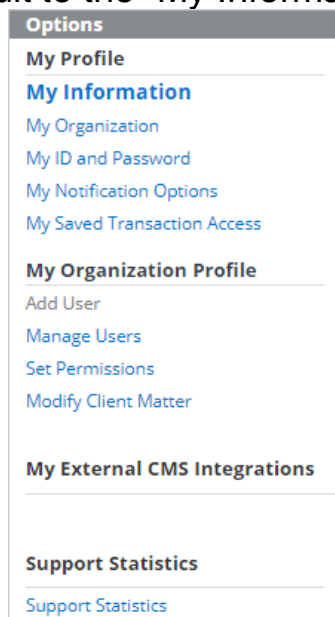 Options
My Profile
My Information
My Organization
My ID and Password
My Notification Options
My Saved Transaction Access
My Organization Profile
Add User
Manage Users
Set Permissions
Modify Client Matter
My External CMS Integrations
Support Statistics
Support Statistics